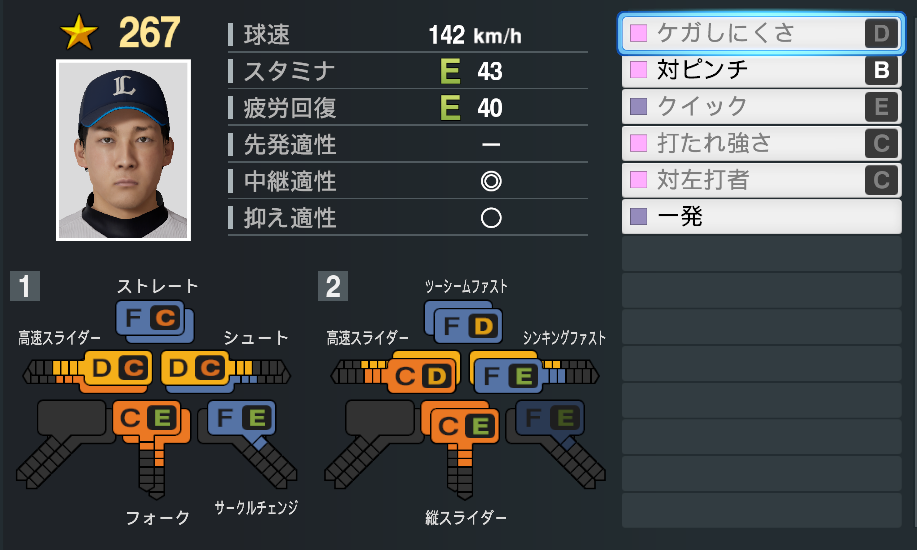 ★ 267
L
球速 142 km/h
スタミナ E 43
疲労回復 E 40
先発適性 －
中継適性 ◎
抑え適性 ○
ケガしにくさ D
対ピンチ B
クイック E
打たれ強さ C
対左打者 C
一発
1
ストレート
F C
高速スライダー
シュート
D C
D C
C E
F E
フォーク
サークルチェンジ
2
ツーシームファスト
F D
高速スライダー
シンキングファスト
C D
F E
C E
F E
縦スライダー